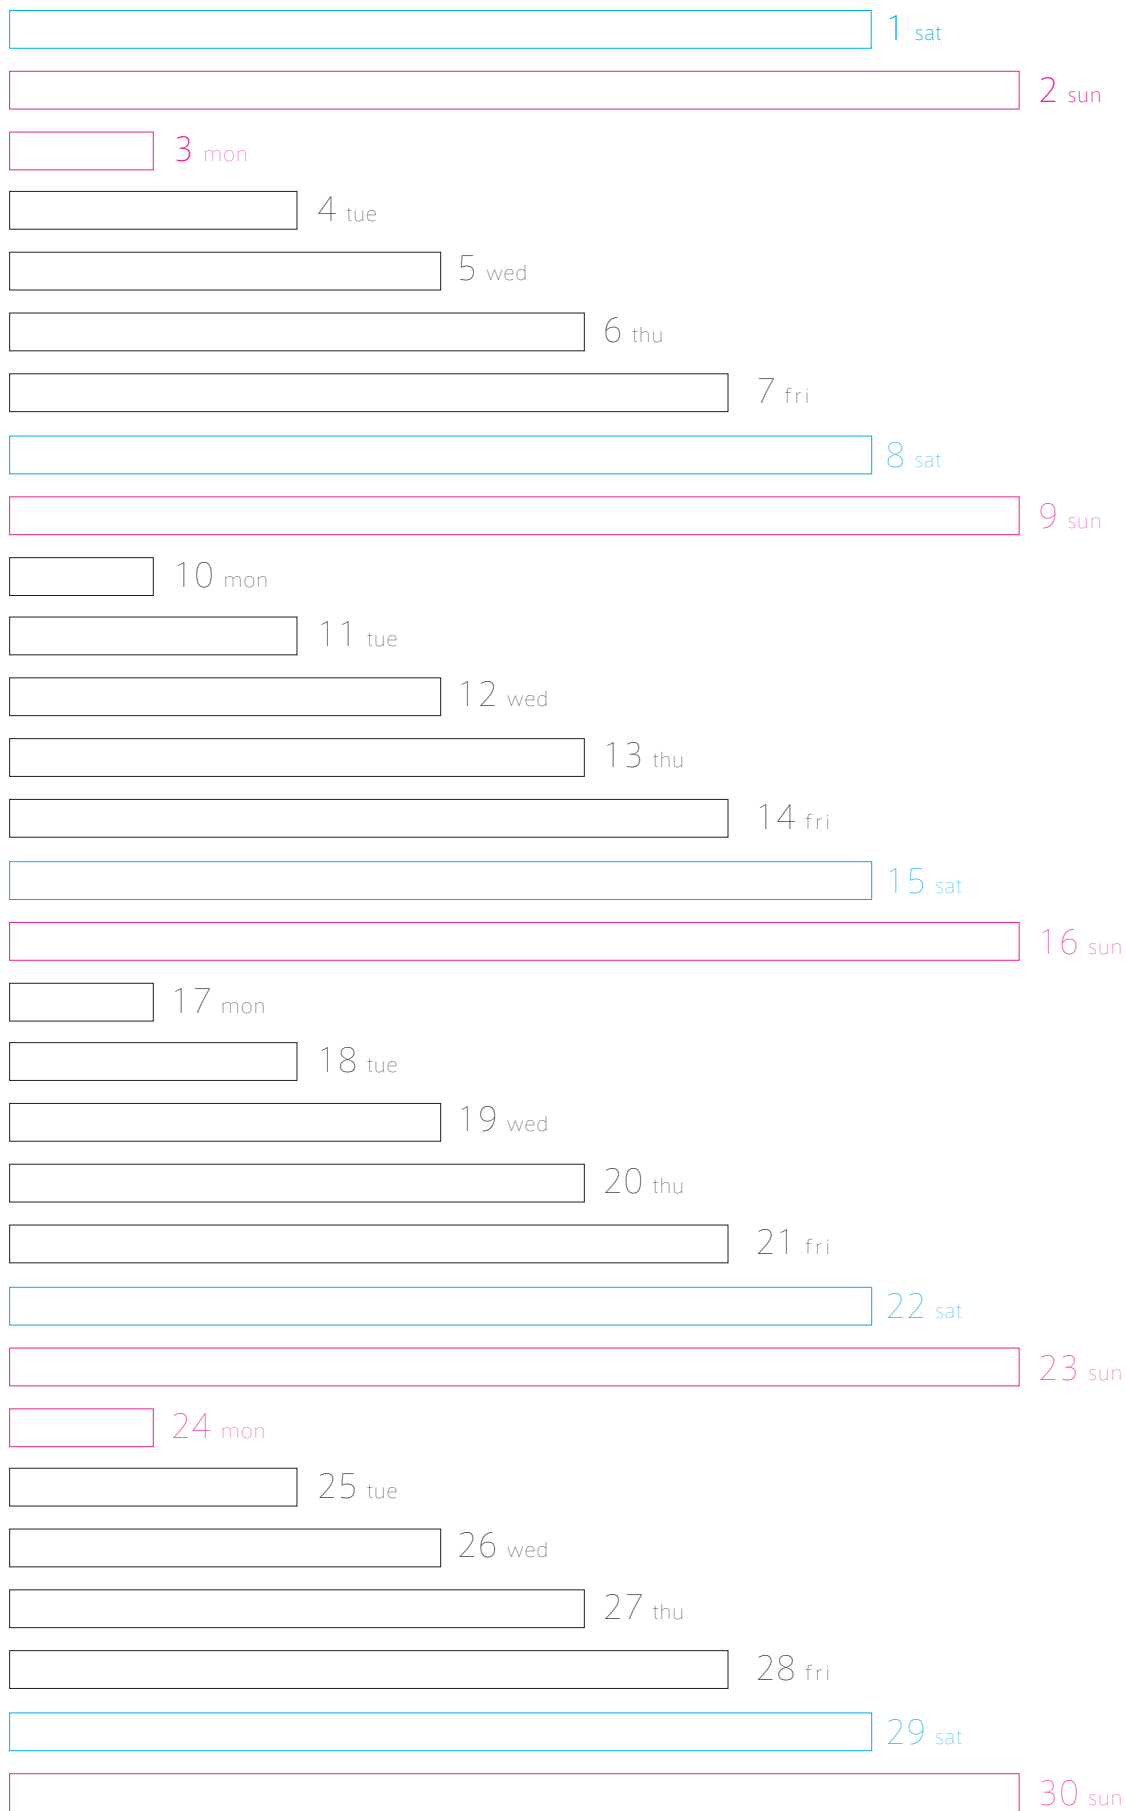 1 sat
2 sun
3 mon
4 tue
5 wed
6 thu
7 fri
8 sat
9 sun
10 mon
11 tue
12 wed
13 thu
14 fri
15 sat
16 sun
17 mon
18 tue
19 wed
20 thu
21 fri
22 sat
23 sun
24 mon
25 tue
26 wed
27 thu
28 fri
29 sat
30 sun